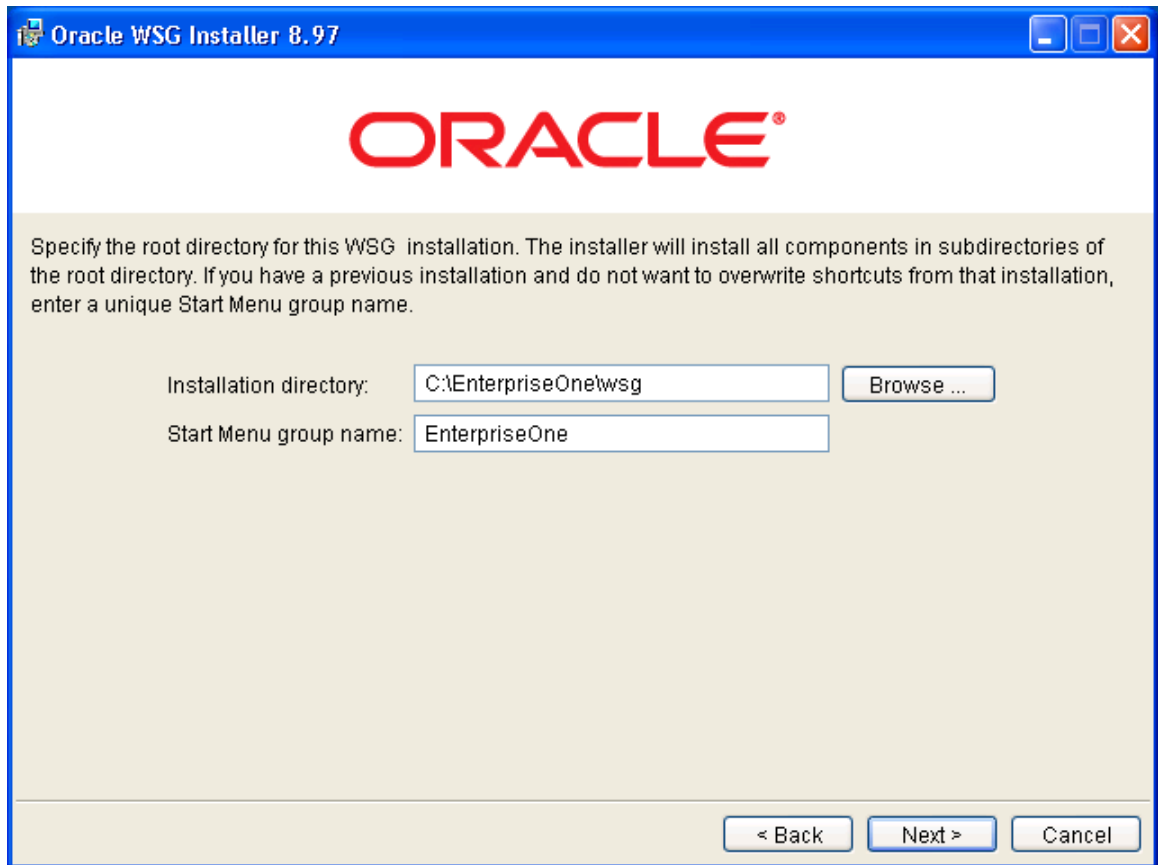 Oracle WSG Installer 8.97
ORACLE®
Specify the root directory for this WSG installation. The installer will install all components in subdirectories of
the root directory. If you have a previous installation and do not want to overwrite shortcuts from that installation,
enter a unique Start Menu group name.
Installation directory: C:\EnterpriseOne\wsg Browse ...
Start Menu group name: EnterpriseOne
< Back Next > Cancel